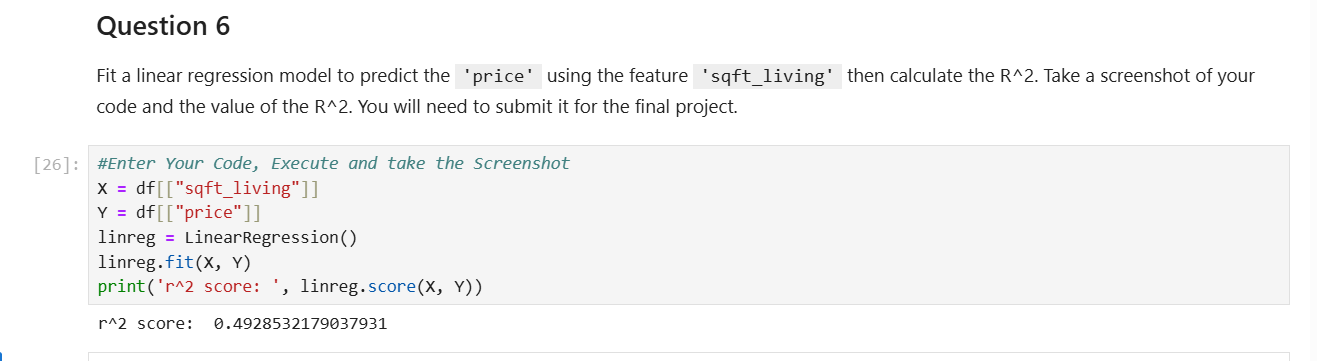 Question 6
Fit a linear regression model to predict the 'price' using the feature 'sqft_living' then calculate the R^2. Take a screenshot of your
code and the value of the R^2. You will need to submit it for the final project.
[26]: #Enter Your Code, Execute and take the Screenshot
X = df[["sqft_living"]]
Y = df[["price"]]
linreg = LinearRegression()
linreg.fit(X, Y)
print('r^2 score: ', linreg.score(X, Y))
r^2 score:  0.4928532179037931